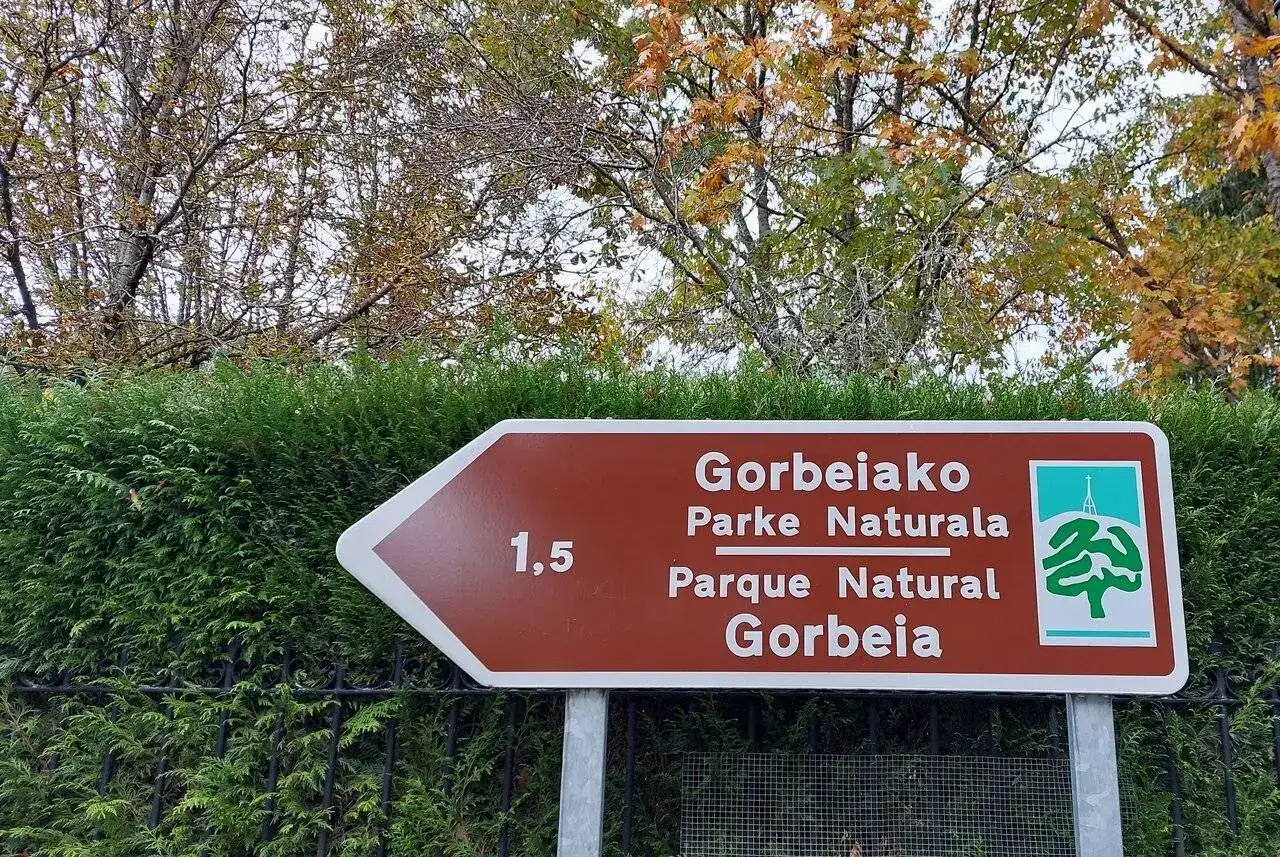 Gorbeiako
Parke Naturala
1,5
Parque Natural
Gorbeia